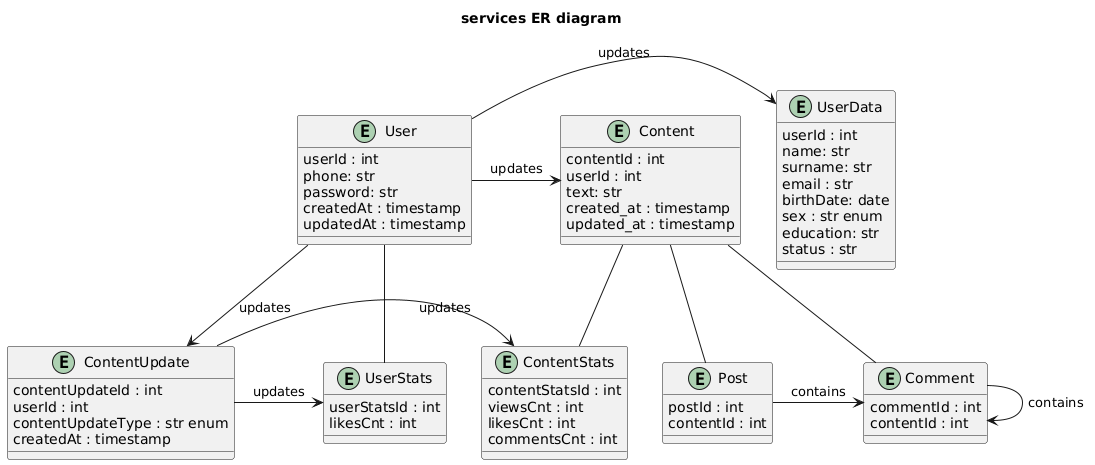 services ER diagram
updates
E UserData
userId : int
name: str
surname: str
email : str
birthDate: date
sex : str enum
education: str
status : str
E User
userId : int
phone: str
password: str
createdAt : timestamp
updatedAt : timestamp
updates
E Content
contentId : int
userId : int
text: str
created_at : timestamp
updated_at : timestamp
updates
updates
E ContentUpdate
contentUpdateId : int
userId : int
contentUpdateType : str enum
createdAt : timestamp
updates
E UserStats
userStatsId : int
likesCnt : int
E ContentStats
contentStatsId : int
viewsCnt : int
likesCnt : int
commentsCnt : int
E Post
postId : int
contentId : int
contains
E Comment
commentId : int
contentId : int
contains